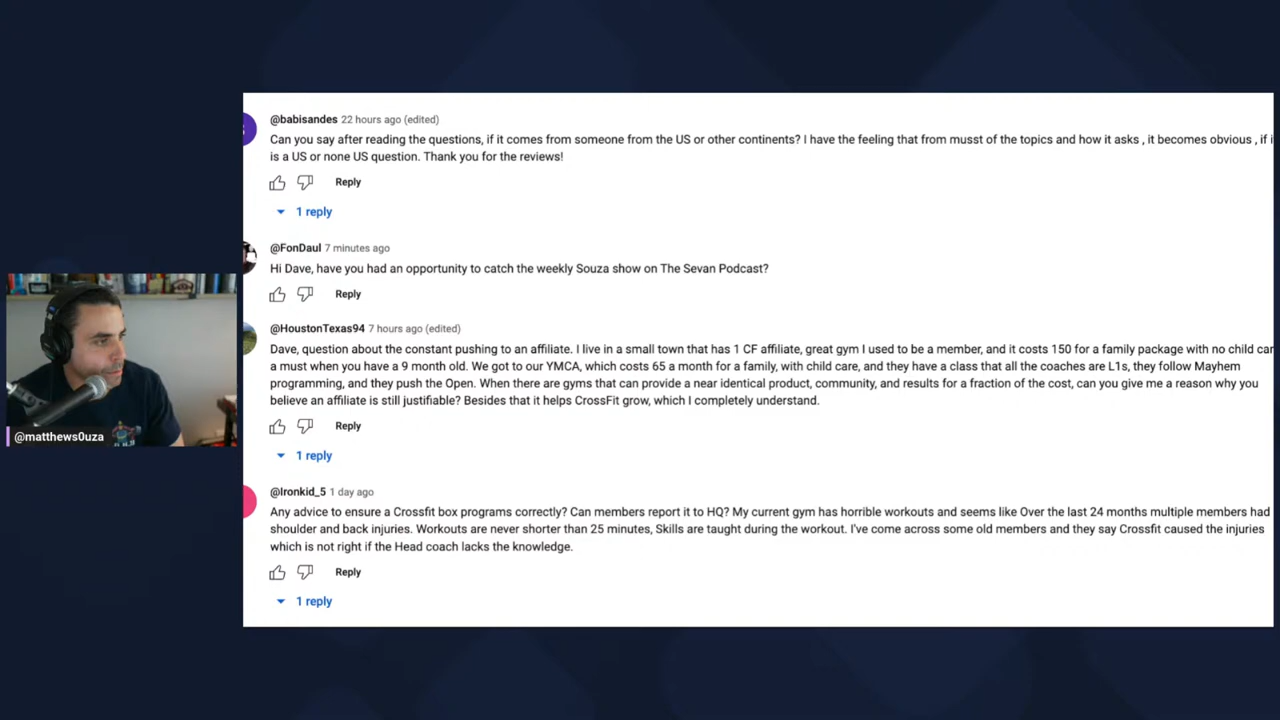 @babisandes 22 hours ago (edited)
Can you say after reading the questions, if it comes from someone from the US or other continents? I have the feeling that from musst of the topics and how it asks , it becomes obvious , if i
is a US or none US question. Thank you for the reviews!
Reply
1 reply
@FonDaul 7 minutes ago
Hi Dave, have you had an opportunity to catch the weekly Souza show on The Sevan Podcast?
Reply
@HoustonTexas94 7 hours ago (edited)
Dave, question about the constant pushing to an affiliate. I live in a small town that has 1 CF affiliate, great gym I used to be a member, and it costs 150 for a family package with no child car
a must when you have a 9 month old. We got to our YMCA, which costs 65 a month for a family, with child care, and they have a class that all the coaches are L1s, they follow Mayhem
programming, and they push the Open. When there are gyms that can provide a near identical product, community, and results for a fraction of the cost, can you give me a reason why you
believe an affiliate is still justifiable? Besides that it helps CrossFit grow, which I completely understand.
Reply
1 reply
@matthews0uza
@Ironkid_5 1 day ago
Any advice to ensure a Crossfit box programs correctly? Can members report it to HQ? My current gym has horrible workouts and seems like Over the last 24 months multiple members had
shoulder and back injuries. Workouts are never shorter than 25 minutes, Skills are taught during the workout. I've come across some old members and they say Crossfit caused the injuries
which is not right if the Head coach lacks the knowledge.
Reply
1 reply